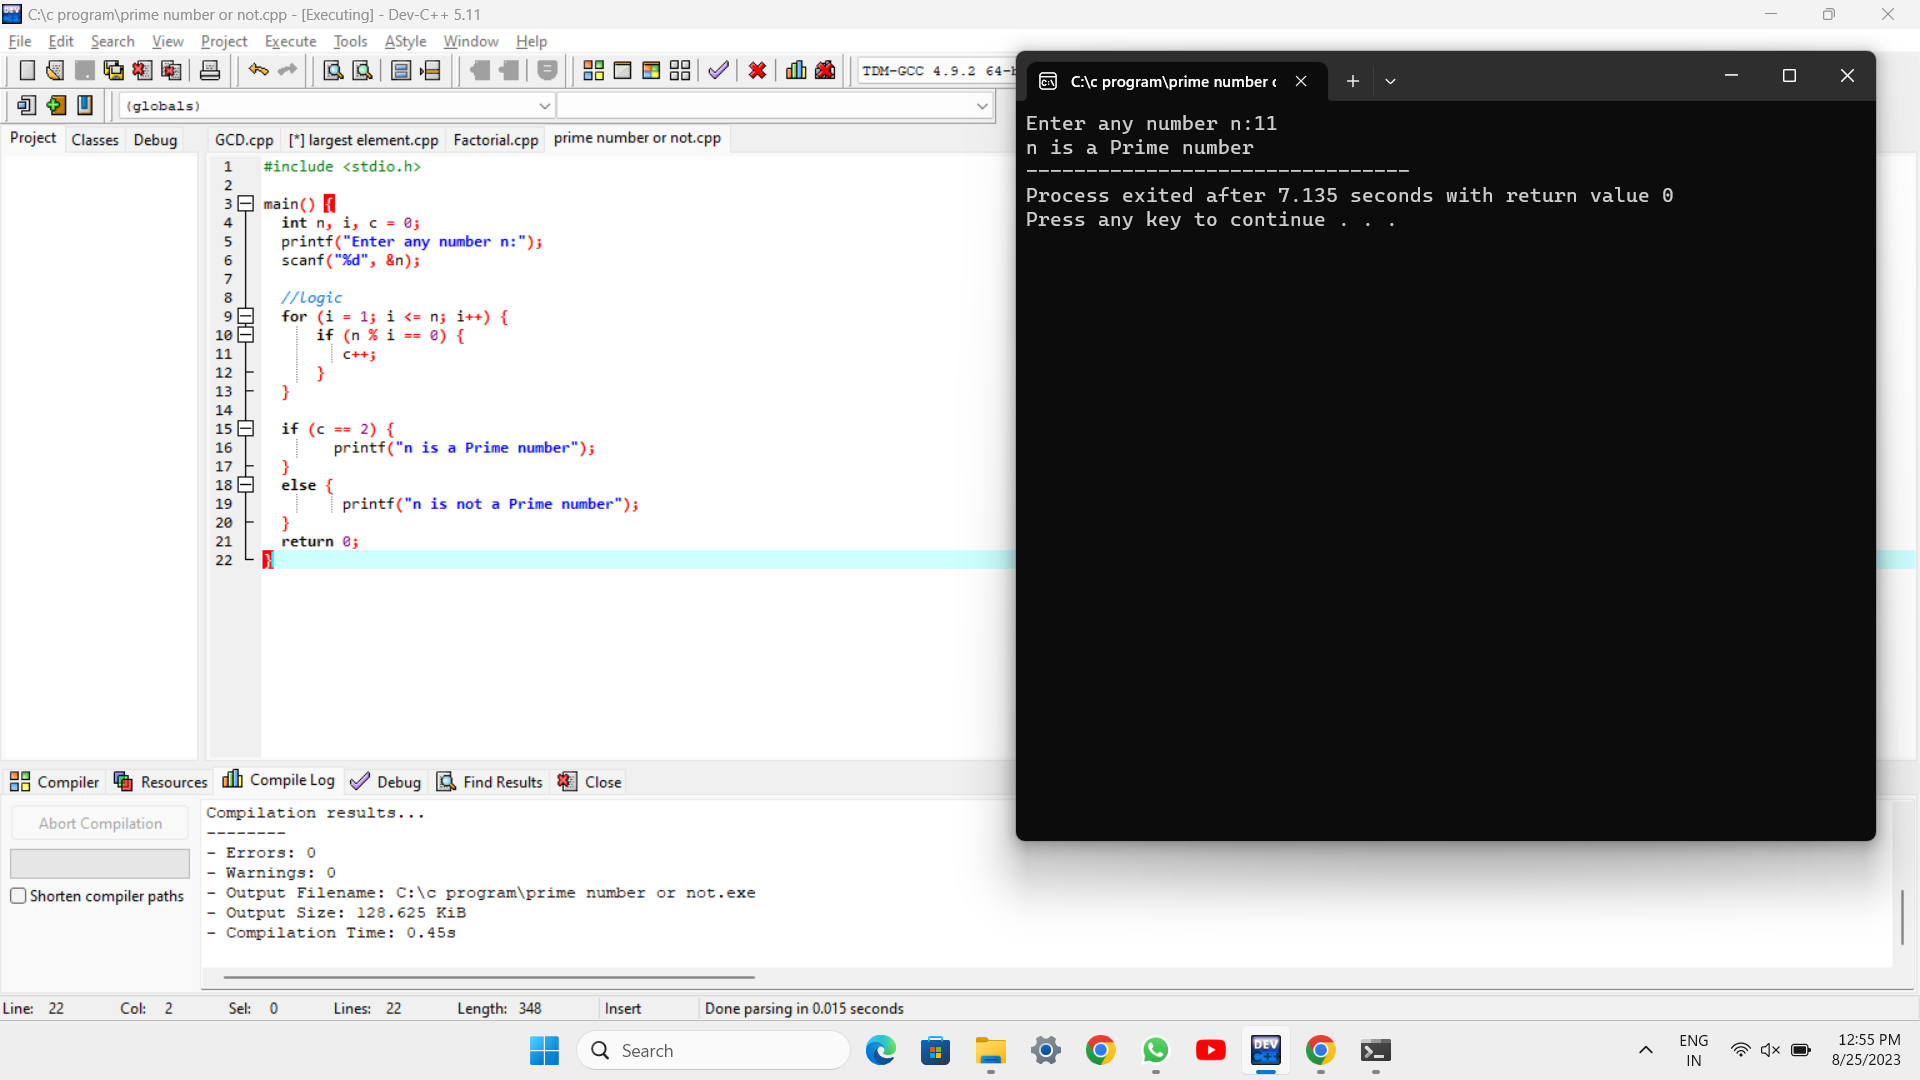 C:\c program\prime number or not.cpp - [Executing] - Dev-C++ 5.11
File Edit Search View Project Execute Tools AStyle Window Help
TDM-GCC 4.9.2 64-b
(globals)
Project Classes Debug
GCD.cpp [*] largest element.cpp Factorial.cpp prime number or not.cpp
1 #include <stdio.h>
2
3 main() {
4 int n, i, c = 0;
5 printf("Enter any number n:");
6 scanf("%d", &n);
7
8 //logic
9 for (i = 1; i <= n; i++) {
10 if (n % i == 0) {
11 c++;
12 }
13 }
14
15 if (c == 2) {
16 printf("n is a Prime number");
17 }
18 else {
19 printf("n is not a Prime number");
20 }
21 return 0;
22 }
C:\c program\prime number o
Enter any number n:11
n is a Prime number
--------------------------------
Process exited after 7.135 seconds with return value 0
Press any key to continue . . .
Compiler Resources Compile Log Debug Find Results Close
Abort Compilation
Shorten compiler paths
Compilation results...
--------
- Errors: 0
- Warnings: 0
- Output Filename: C:\c program\prime number or not.exe
- Output Size: 128.625 KiB
- Compilation Time: 0.45s
Line: 22 Col: 2 Sel: 0 Lines: 22 Length: 348 Insert Done parsing in 0.015 seconds
Search
DEV
C++
ENG
IN
12:55 PM
8/25/2023